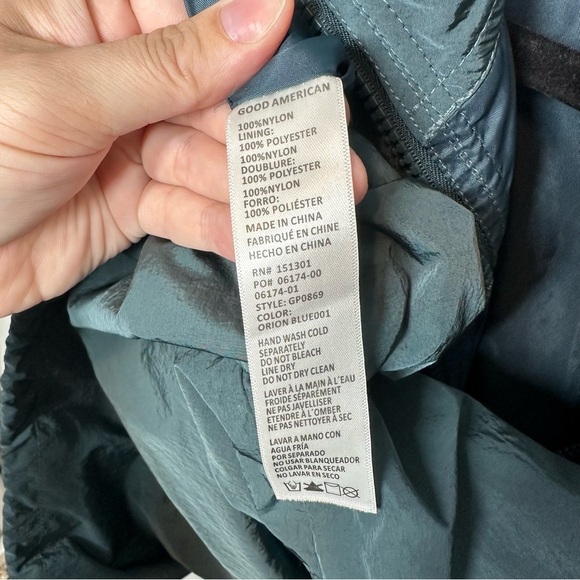 GOOD AMERICAN
100%NYLON
LINING:
100% POLYESTER
100%NYLON
DOUBLURE:
100% POLYESTER
100%NYLON
FORRO:
100% POLIÉSTER
MADE IN CHINA
FABRIQUÉ EN CHINE
HECHO EN CHINA
RN# 151301
PO# 06174-00
06174-01
STYLE: GP0869
COLOR:
ORION BLUE001
HAND WASH COLD
SEPARATELY
DO NOT BLEACH
LINE DRY
DO NOT DRY CLEAN
LAVER À LA MAIN À L'EAU
FROIDE SÉPARÉMENT
NE PAS JAVELLISER
ETENDRE À L'OMBER
NE PAS NETTOYER À SEC
LAVAR A MANO CON
AGUA FRÍA
POR SEPARADO
NO USAR BLANQUEADOR
COLGAR PARA SECAR
NO LAVAR EN SECO